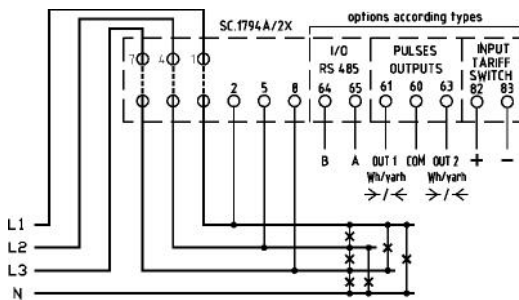 options according types
SC.1794A/2X
I/O
RS 485
PULSES
OUTPUTS
INPUT
TARIFF
SWITCH
7 4 1
2 5 8 64 65 61 60 63 82 83
B A OUT 1 COM OUT 2 + −
Wh/varh Wh/varh
L1
L2
L3
N